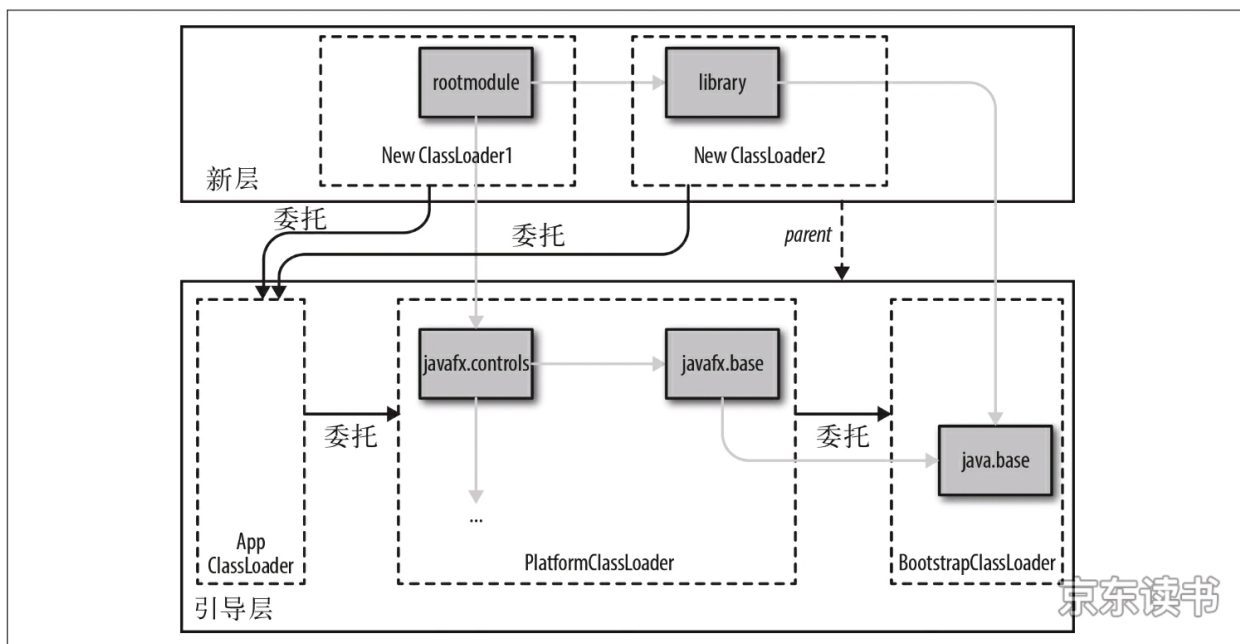 rootmodule
library
New ClassLoader1
New ClassLoader2
新层
委托
委托
parent
javafx.controls
javafx.base
委托
委托
java.base
...
App
ClassLoader
PlatformClassLoader
BootstrapClassLoader
引导层
京东读书